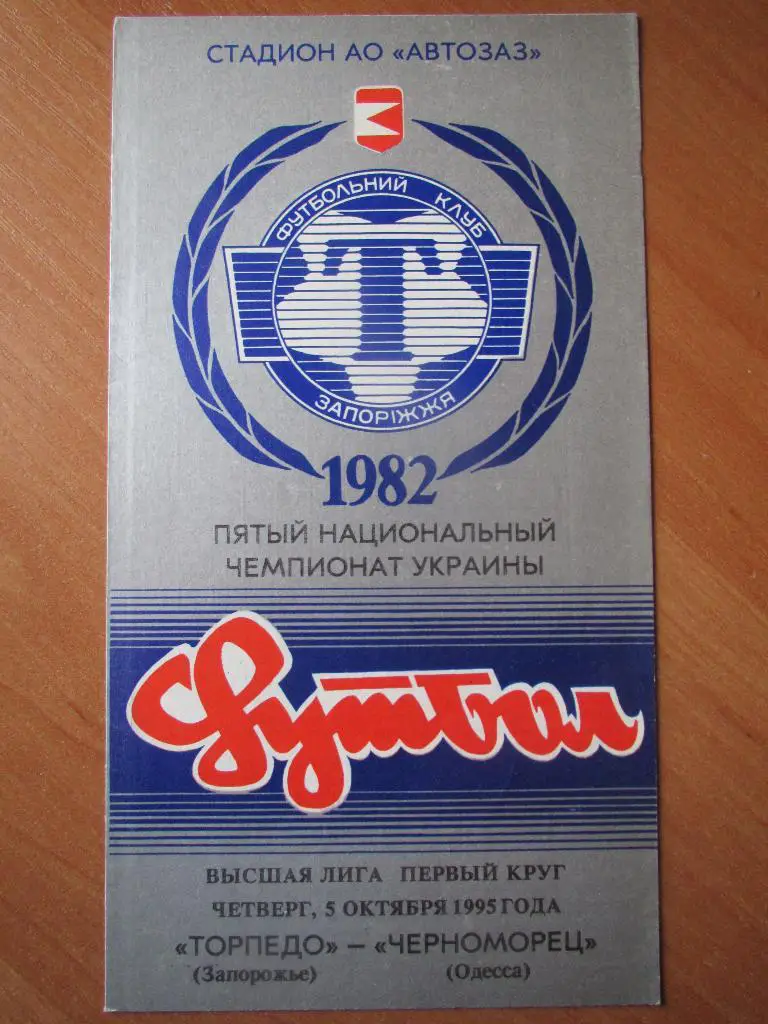 СТАДИОН АО «АВТОЗАЗ»
ФУТБОЛЬНИЙ КЛУБ
Т
ЗАПОРІЖЖЯ
1982
ПЯТЫЙ НАЦИОНАЛЬНЫЙ
ЧЕМПИОНАТ УКРАИНЫ
Футбол
ВЫСШАЯ ЛИГА ПЕРВЫЙ КРУГ
ЧЕТВЕРГ, 5 ОКТЯБРЯ 1995 ГОДА
«ТОРПЕДО» – «ЧЕРНОМОРЕЦ»
(Запорожье) (Одесса)